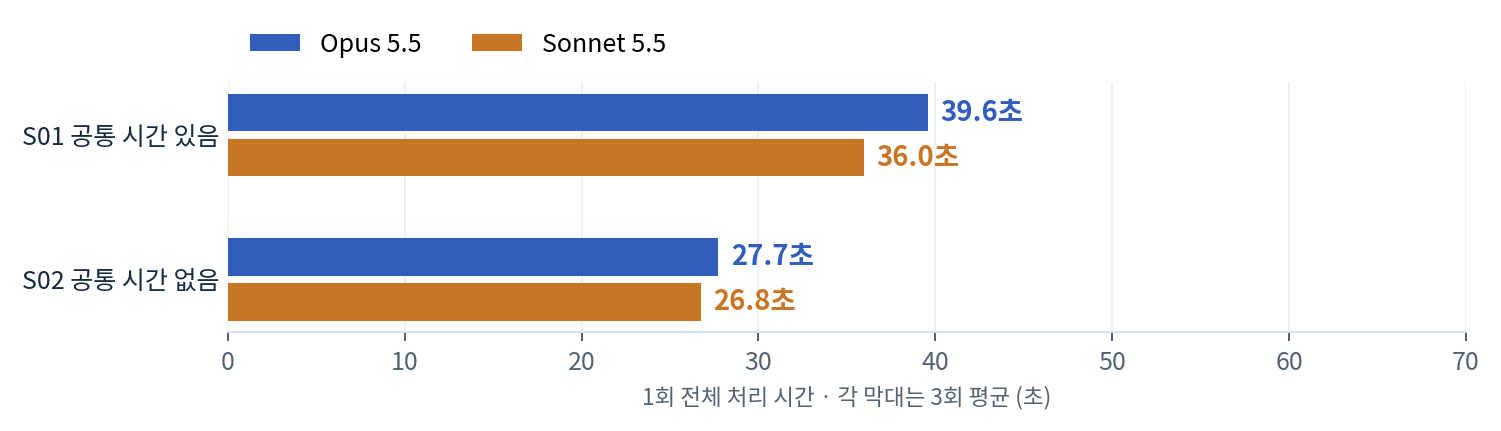 Opus 5.5 Sonnet 5.5
S01 공통 시간 있음
39.6초
36.0초
S02 공통 시간 없음
27.7초
26.8초
0 10 20 30 40 50 60 70
1회 전체 처리 시간 · 각 막대는 3회 평균 (초)